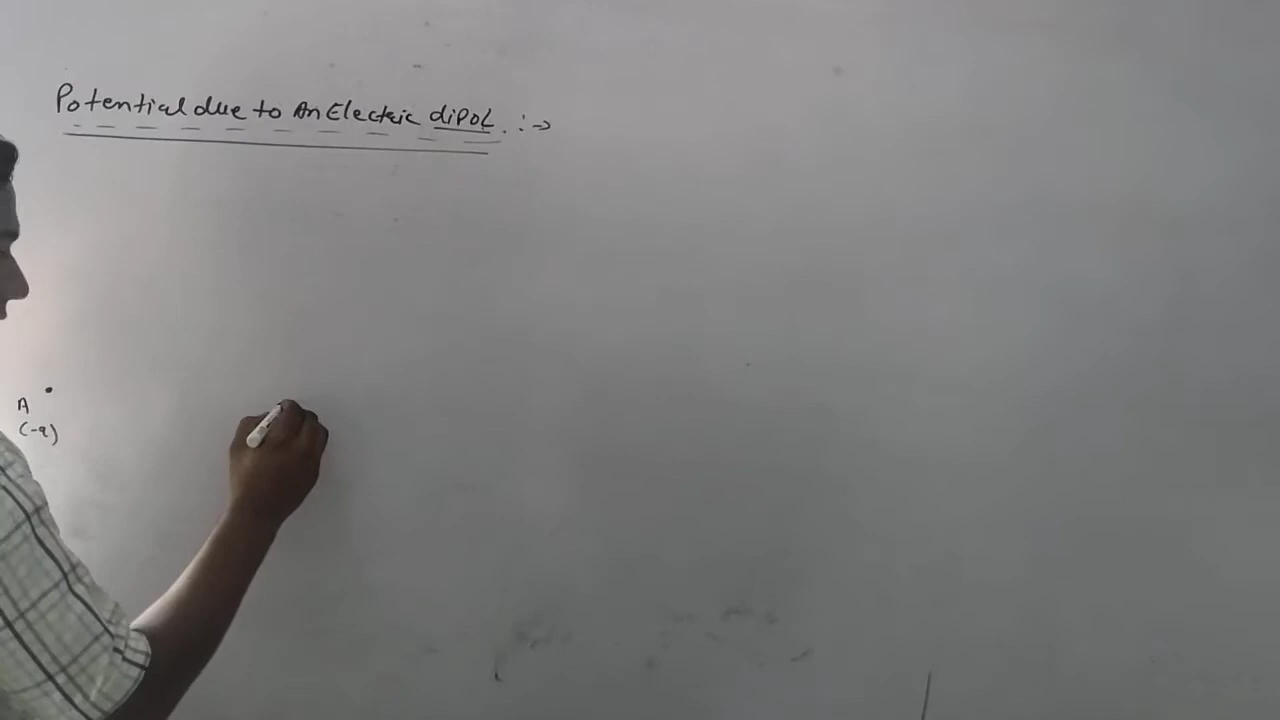 Potential due to An Electric dipol. :→
A
(-q)